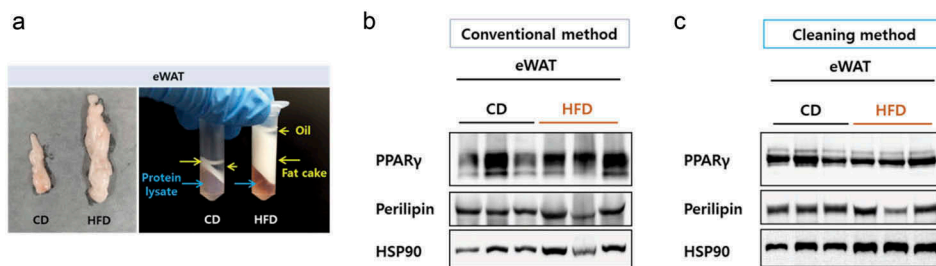 a
eWAT
CD
HFD
Oil
Fat cake
Protein
lysate
CD
HFD
b
Conventional method
eWAT
CD
HFD
PPARγ
Perilipin
HSP90
c
Cleaning method
eWAT
CD
HFD
PPARγ
Perilipin
HSP90